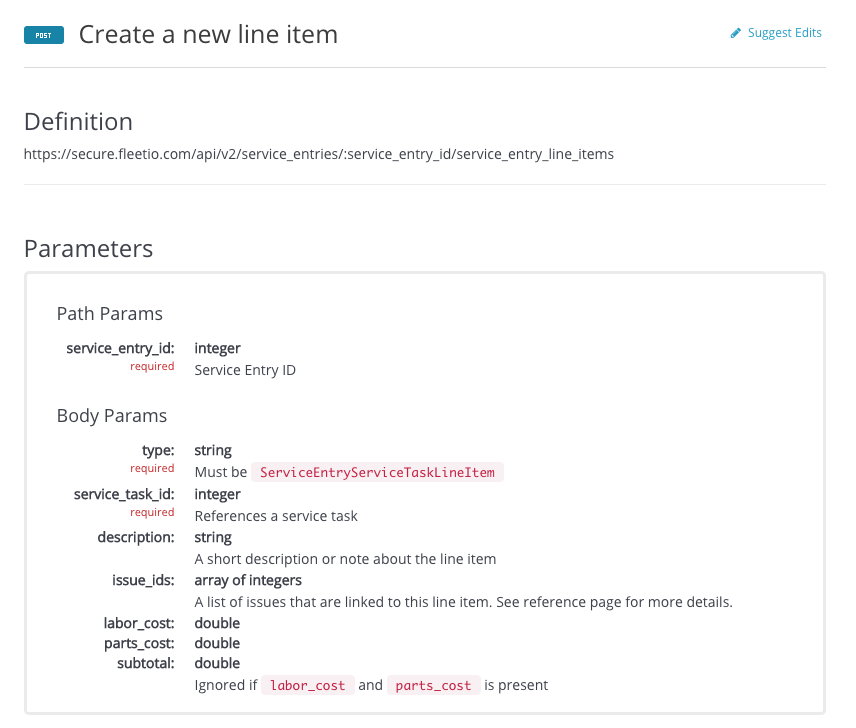 POST Create a new line item Suggest Edits
Definition
https://secure.fleetio.com/api/v2/service_entries/:service_entry_id/service_entry_line_items
Parameters
Path Params
service_entry_id: integer
required
Service Entry ID
Body Params
type: string
required
Must be ServiceEntryServiceTaskLineItem
service_task_id: integer
required
References a service task
description: string
A short description or note about the line item
issue_ids: array of integers
A list of issues that are linked to this line item. See reference page for more details.
labor_cost: double
parts_cost: double
subtotal: double
Ignored if labor_cost and parts_cost is present